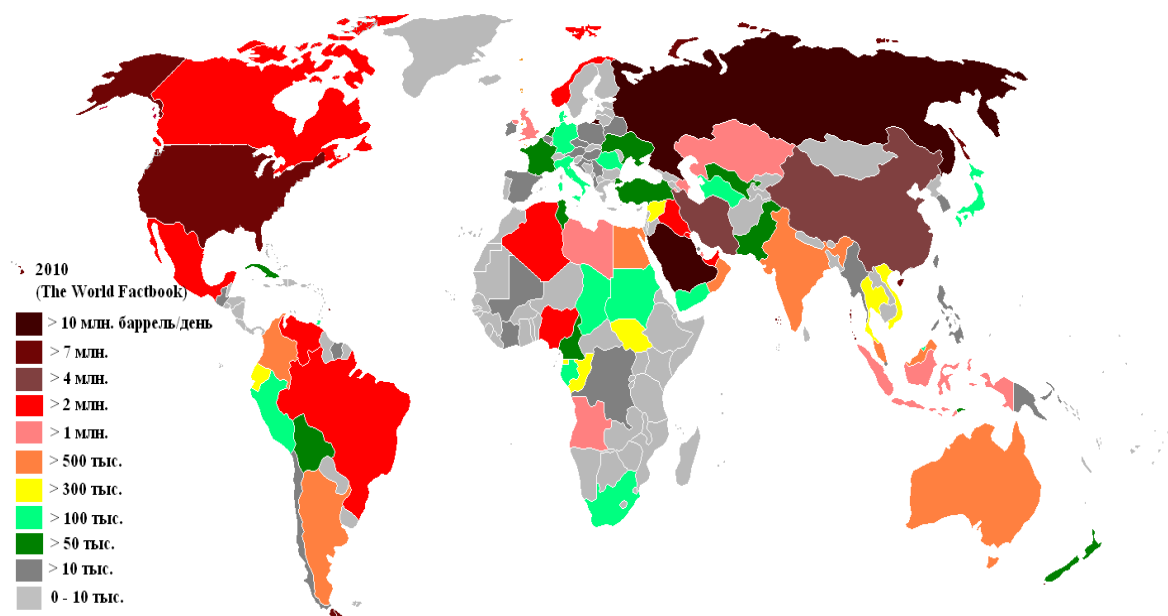 2010
(The World Factbook)
> 10 млн. баррель/день
> 7 млн.
> 4 млн.
> 2 млн.
> 1 млн.
> 500 тыс.
> 300 тыс.
> 100 тыс.
> 50 тыс.
> 10 тыс.
0 - 10 тыс.